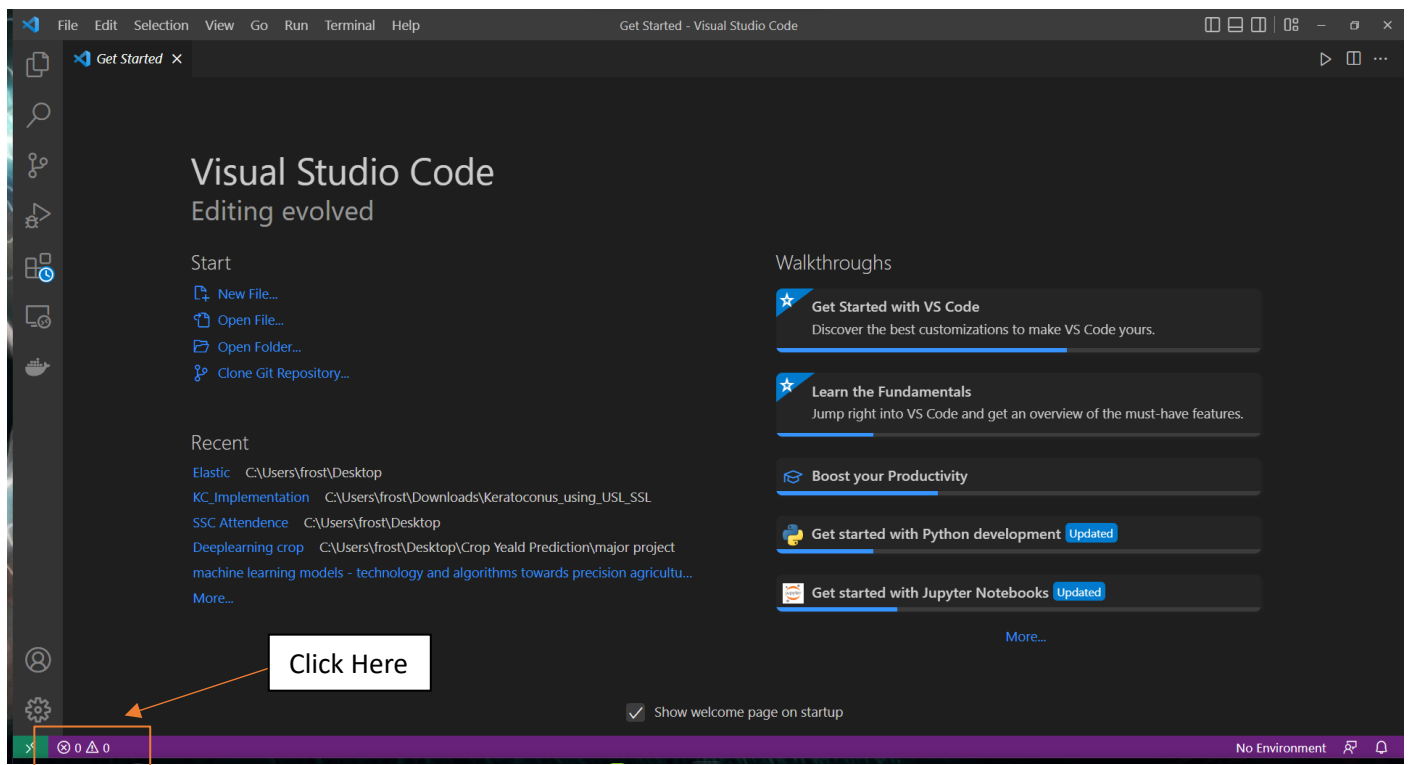 File Edit Selection View Go Run Terminal Help Get Started - Visual Studio Code
Get Started
Visual Studio Code
Editing evolved
Start
New File...
Open File...
Open Folder...
Clone Git Repository...
Recent
Elastic C:\Users\frost\Desktop
KC_Implementation C:\Users\frost\Downloads\Keratoconus_using_USL_SSL
SSC Attendence C:\Users\frost\Desktop
Deeplearning crop C:\Users\frost\Desktop\Crop Yeald Prediction\major project
machine learning models - technology and algorithms towards precision agricultu...
More...
Walkthroughs
Get Started with VS Code
Discover the best customizations to make VS Code yours.
Learn the Fundamentals
Jump right into VS Code and get an overview of the must-have features.
Boost your Productivity
Get started with Python development Updated
Get started with Jupyter Notebooks Updated
More...
Click Here
Show welcome page on startup
0 0 No Environment